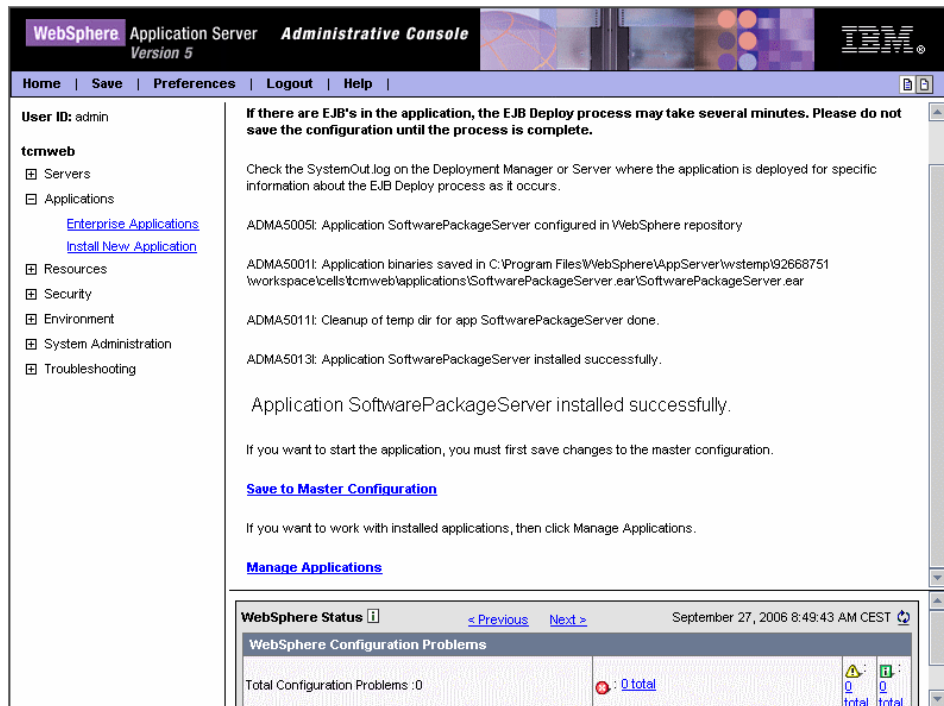 WebSphere Application Server Administrative Console
Version 5
IBM®
Home | Save | Preferences | Logout | Help |
User ID: admin
tcmweb
Servers
Applications
Enterprise Applications
Install New Application
Resources
Security
Environment
System Administration
Troubleshooting
If there are EJB's in the application, the EJB Deploy process may take several minutes. Please do not
save the configuration until the process is complete.
Check the SystemOut.log on the Deployment Manager or Server where the application is deployed for specific
information about the EJB Deploy process as it occurs.
ADMA5005I: Application SoftwarePackageServer configured in WebSphere repository
ADMA5001I: Application binaries saved in C:\Program Files\WebSphere\AppServer\wstemp\92668751
\workspace\cells\tcmweb\applications\SoftwarePackageServer.ear\SoftwarePackageServer.ear
ADMA5011I: Cleanup of temp dir for app SoftwarePackageServer done.
ADMA5013I: Application SoftwarePackageServer installed successfully.
Application SoftwarePackageServer installed successfully.
If you want to start the application, you must first save changes to the master configuration.
Save to Master Configuration
If you want to work with installed applications, then click Manage Applications.
Manage Applications
WebSphere Status i < Previous Next > September 27, 2006 8:49:43 AM CEST
WebSphere Configuration Problems
Total Configuration Problems :0 : 0 total : 0 total : 0 total